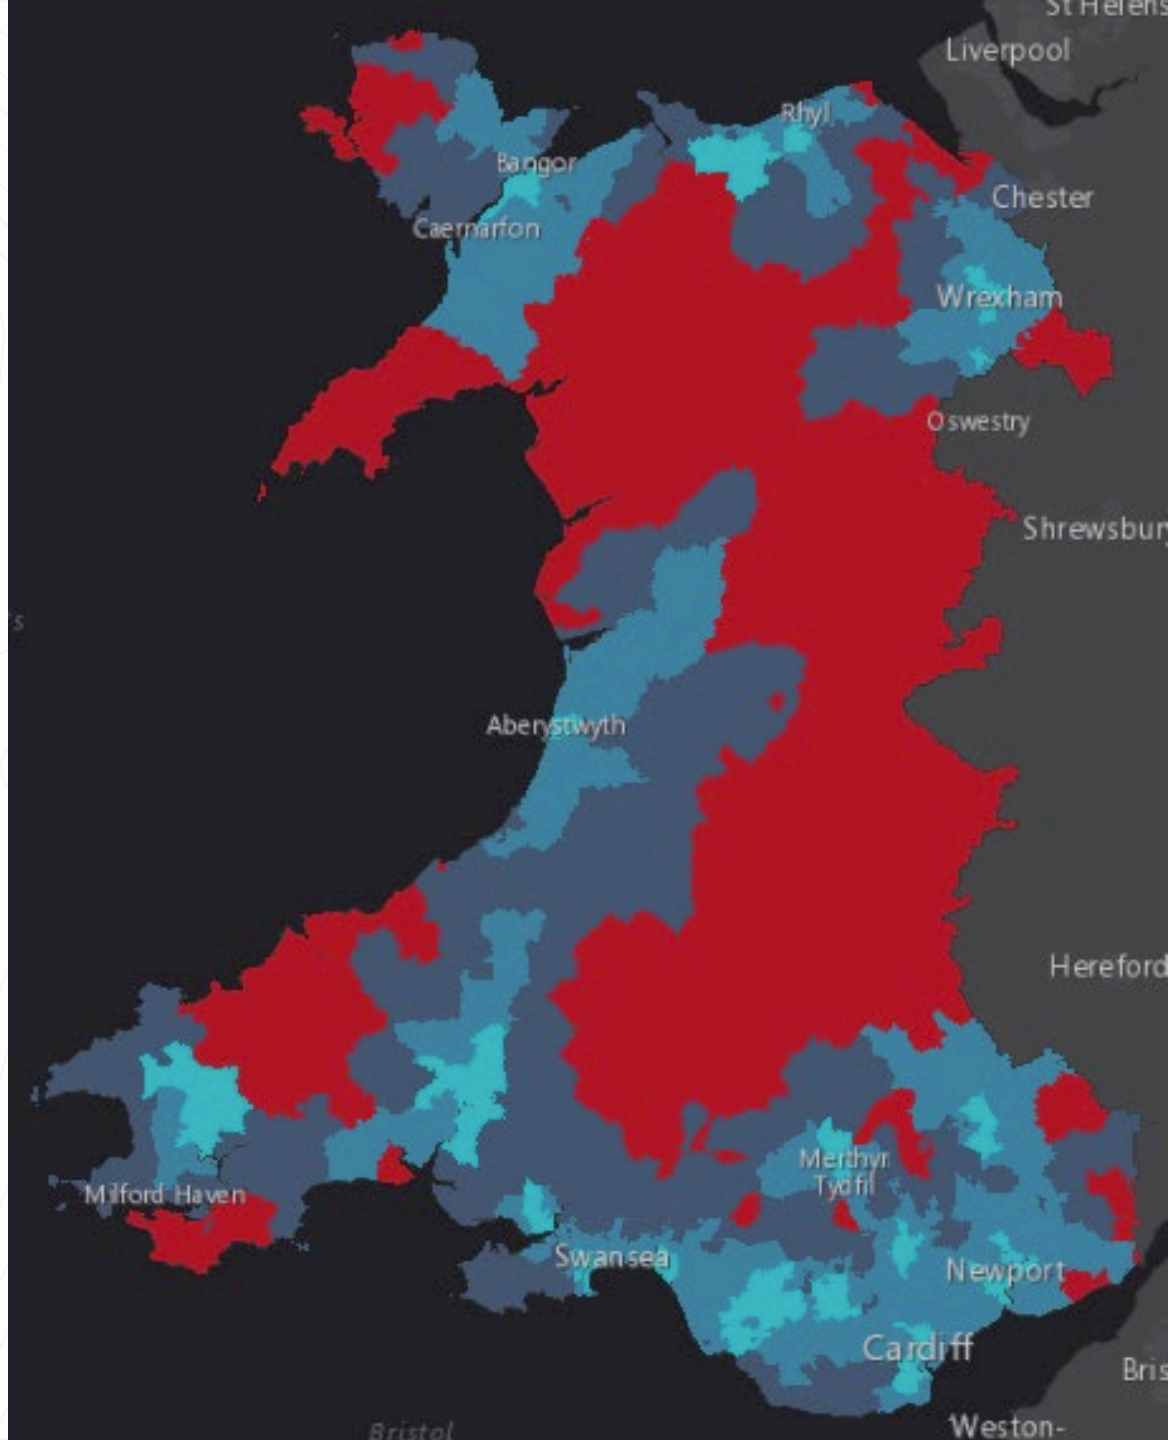 St Helens
Liverpool
Rhyl
Bangor
Chester
Caernarfon
Wrexham
Oswestry
Shrewsbury
s
Aberystwyth
Hereford
Merthyr
Tydfil
Milford Haven
Swansea
Newport
Cardiff
Bris
Weston-
Bristol